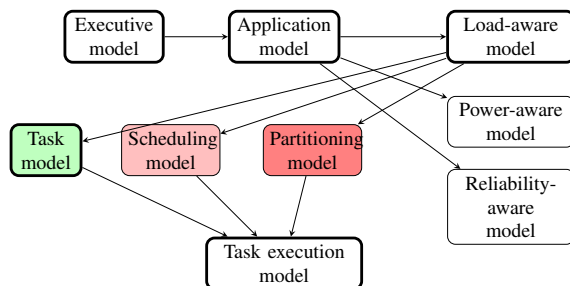 Executive
model
Application
model
Load-aware
model
Power-aware
model
Task
model
Scheduling
model
Partitioning
model
Reliability-
aware
model
Task execution
model